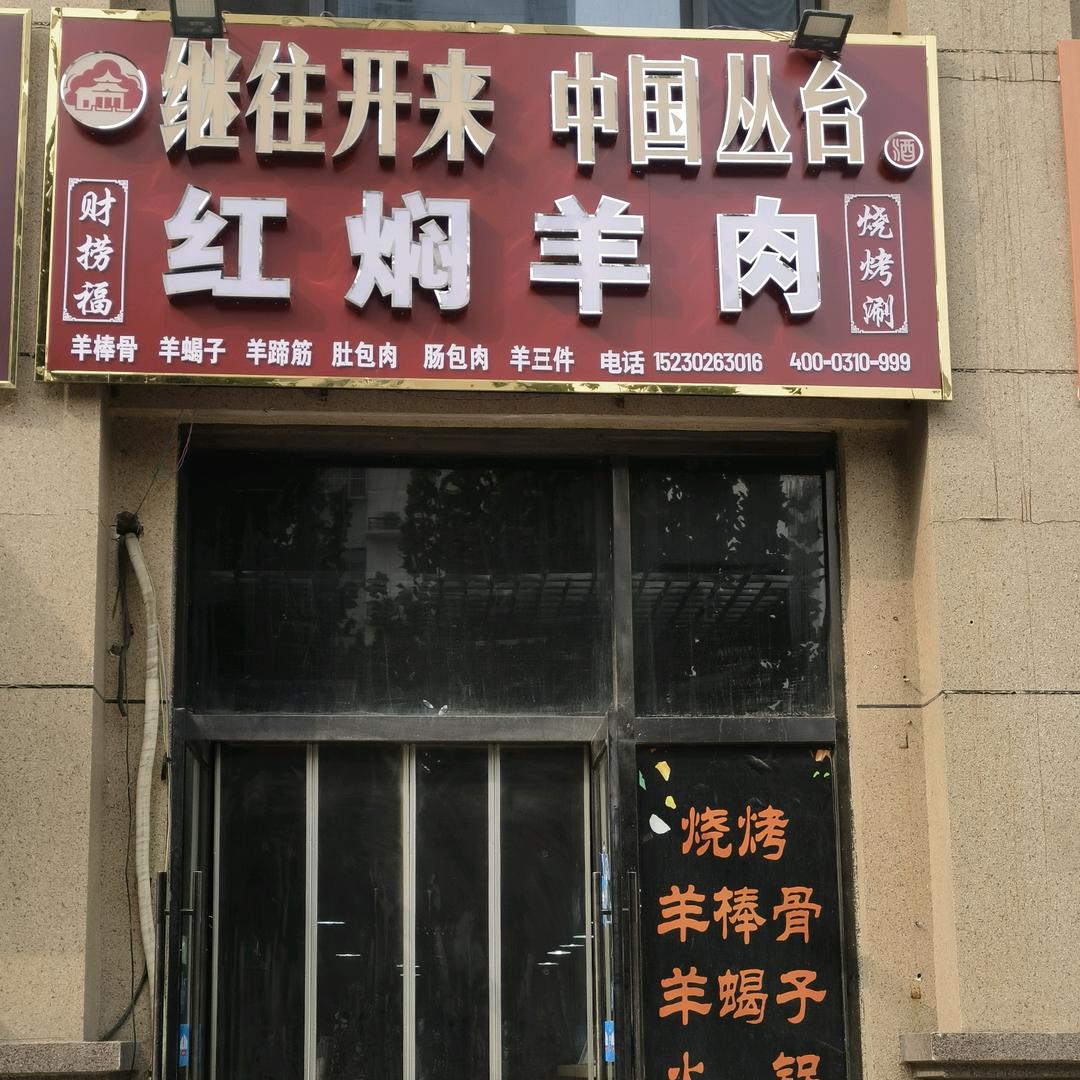 继往开来 中国丛台
酒
财捞福
红焖羊肉
烧烤涮
羊棒骨 羊蝎子 羊蹄筋 肚包肉 肠包肉 羊三件 电话 15230263016 400-0310-999
烧烤
羊棒骨
羊蝎子
火锅